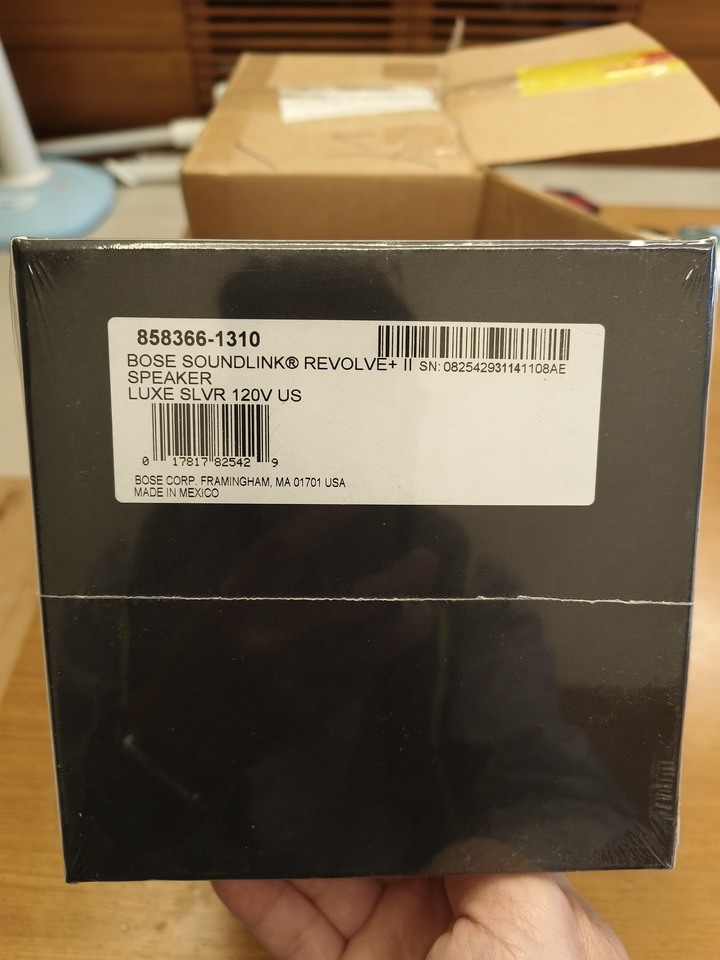 858366-1310
BOSE SOUNDLINK® REVOLVE+ II
SPEAKER
LUXE SLVR 120V US
SN: 082542931141108AE
0 17817 82542 9
BOSE CORP, FRAMINGHAM, MA 01701 USA
MADE IN MEXICO